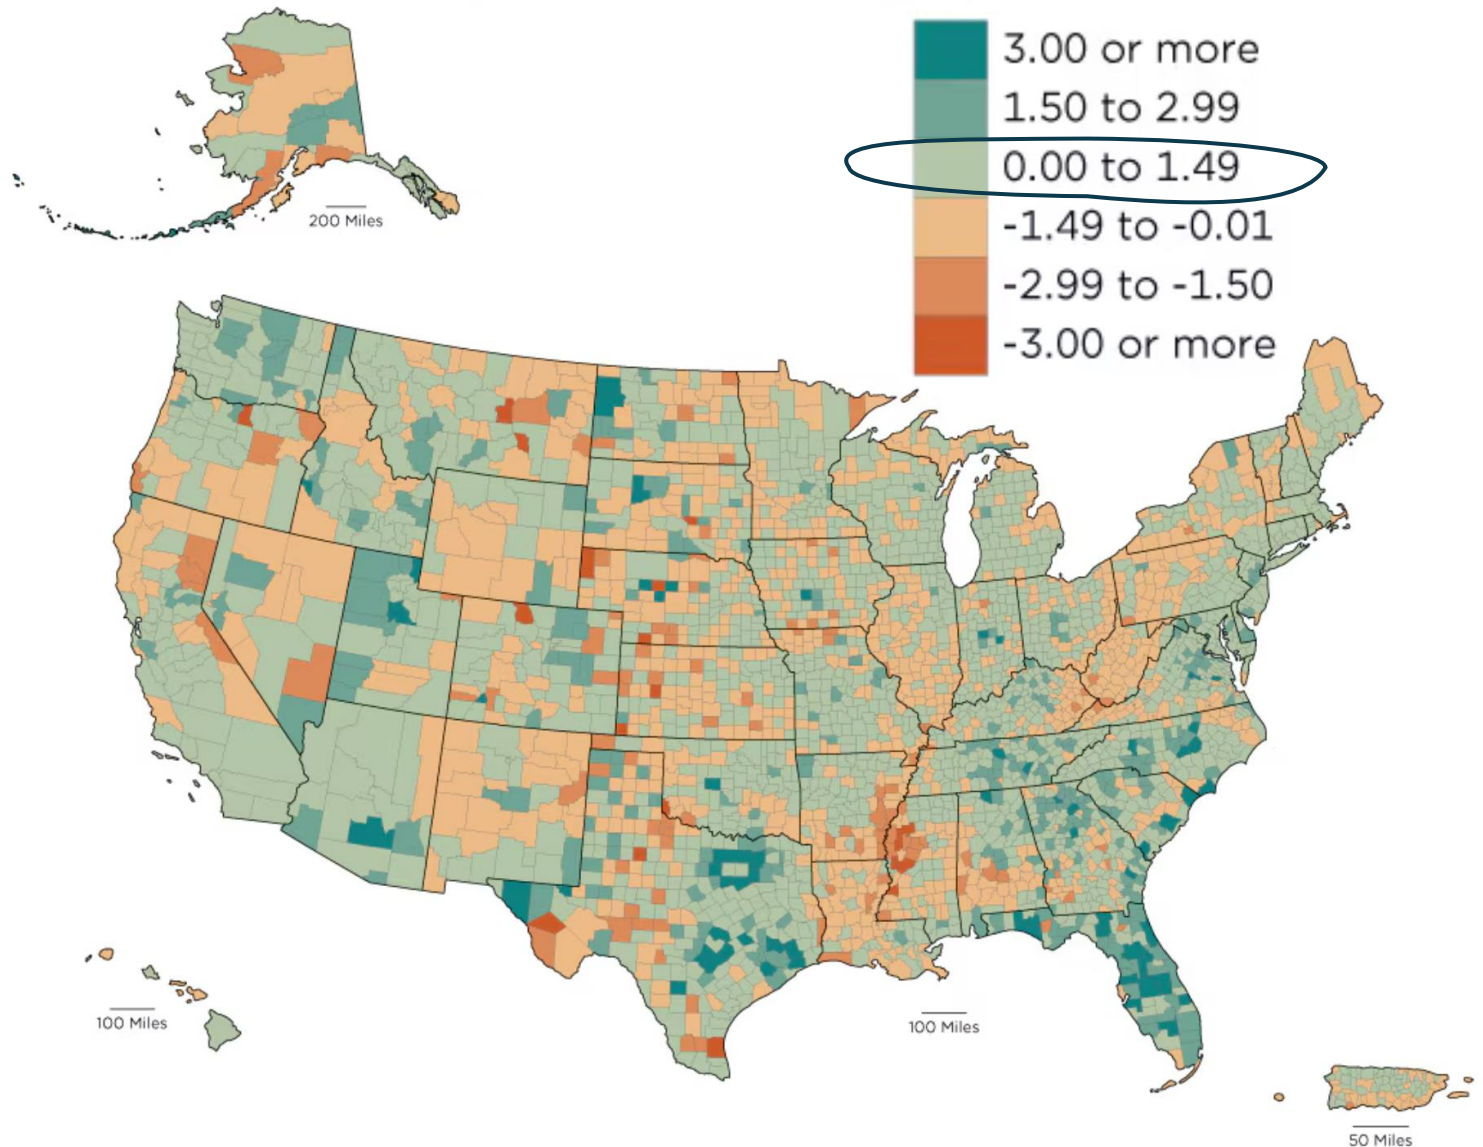 3.00 or more
1.50 to 2.99
0.00 to 1.49
-1.49 to -0.01
-2.99 to -1.50
-3.00 or more
200 Miles
100 Miles
100 Miles
50 Miles